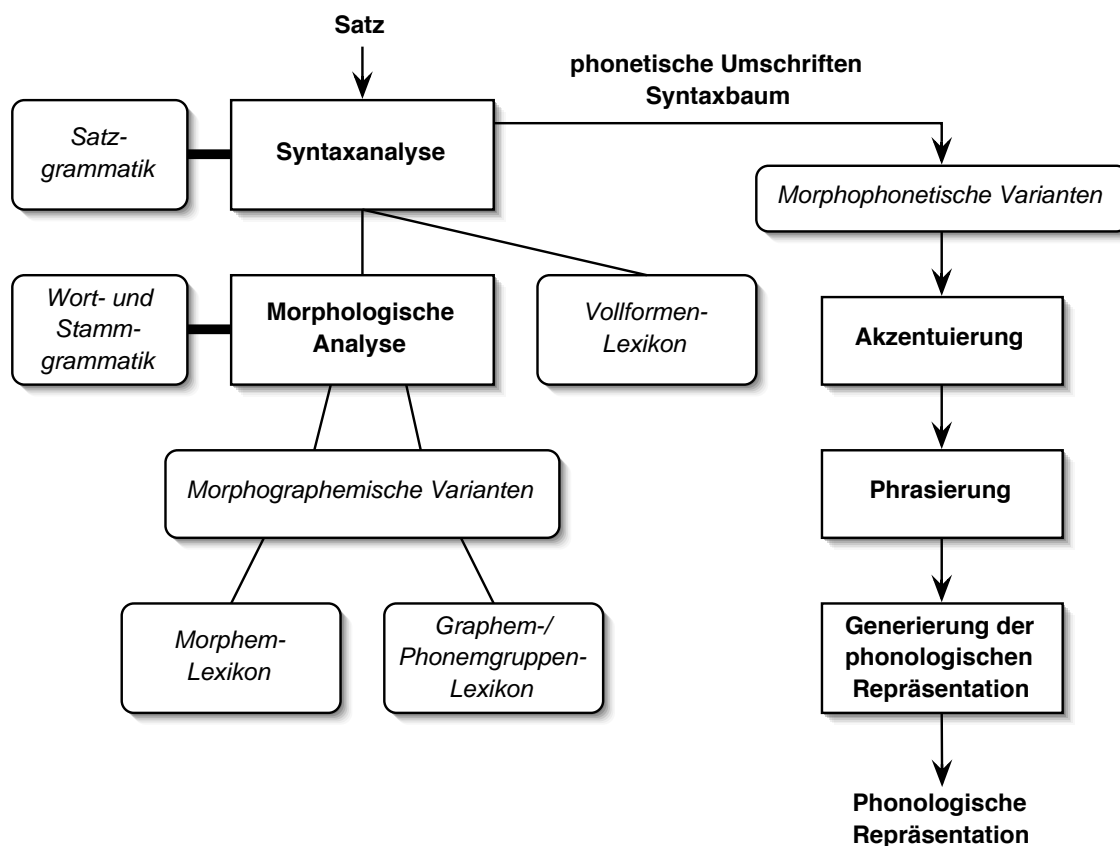 Satz
phonetische Umschriften
Syntaxbaum
Satz-
grammatik
Syntaxanalyse
Morphophonetische Varianten
Wort- und
Stamm-
grammatik
Morphologische
Analyse
Vollformen-
Lexikon
Akzentuierung
Morphographemische Varianten
Phrasierung
Morphem-
Lexikon
Graphem-/
Phonemgruppen-
Lexikon
Generierung der
phonologischen
Repräsentation
Phonologische
Repräsentation